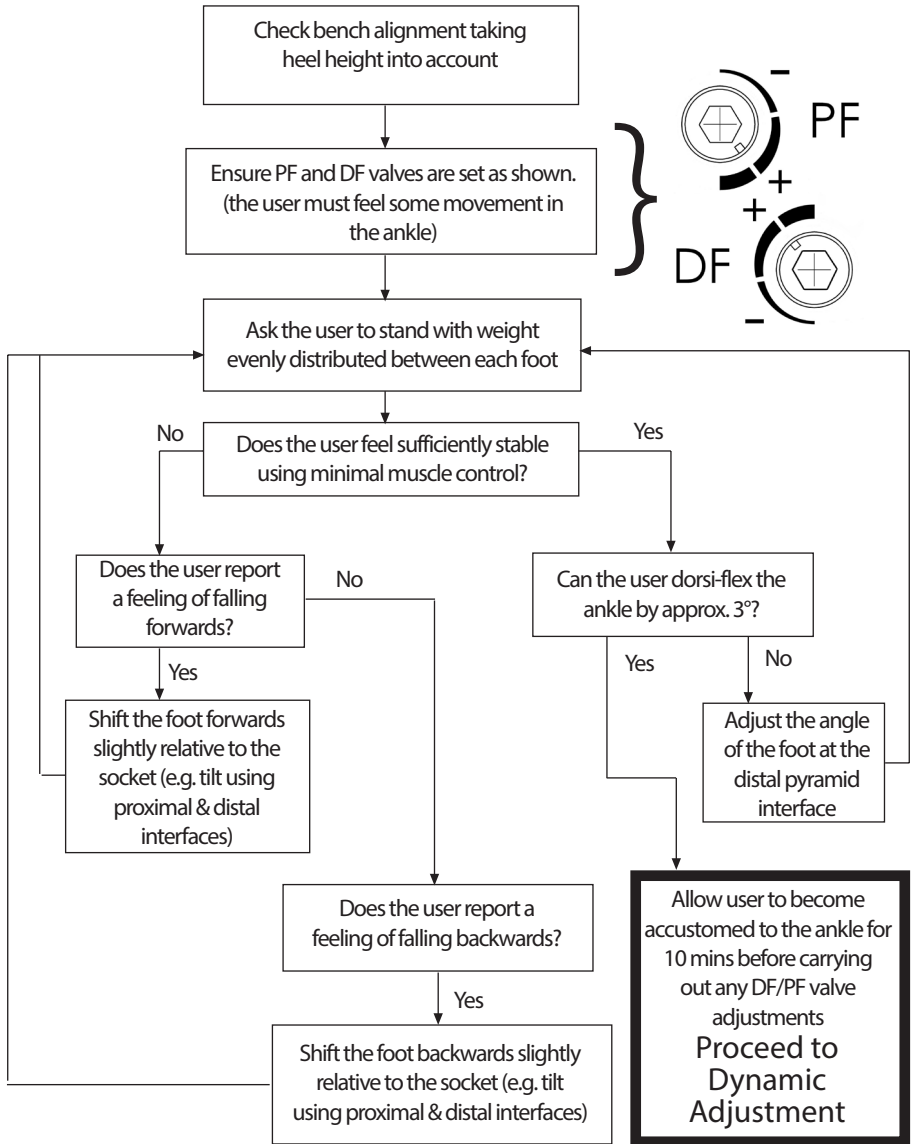 Check bench alignment taking
heel height into account
Ensure PF and DF valves are set as shown.
(the user must feel some movement in
the ankle)
-
PF
+
+
DF
-
Ask the user to stand with weight
evenly distributed between each foot
No
Does the user feel sufficiently stable
using minimal muscle control?
Yes
Does the user report
a feeling of falling
forwards?
No
Yes
Can the user dorsi-flex the
ankle by approx. 3°?
Yes
No
Shift the foot forwards
slightly relative to the
socket (e.g. tilt using
proximal & distal
interfaces)
Adjust the angle
of the foot at the
distal pyramid
interface
Does the user report a
feeling of falling backwards?
Yes
Shift the foot backwards slightly
relative to the socket (e.g. tilt
using proximal & distal interfaces)
Allow user to become
accustomed to the ankle for
10 mins before carrying
out any DF/PF valve
adjustments
Proceed to
Dynamic
Adjustment